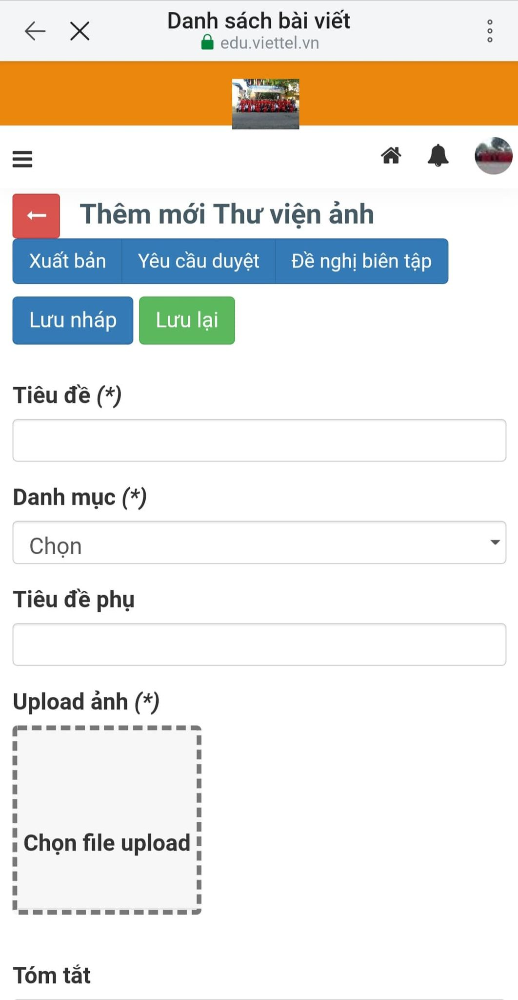 Danh sách bài viết
edu.viettel.vn
Thêm mới Thư viện ảnh
Xuất bản Yêu cầu duyệt Đề nghị biên tập
Lưu nháp Lưu lại
Tiêu đề (*)
Danh mục (*)
Chọn
Tiêu đề phụ
Upload ảnh (*)
Chọn file upload
Tóm tắt